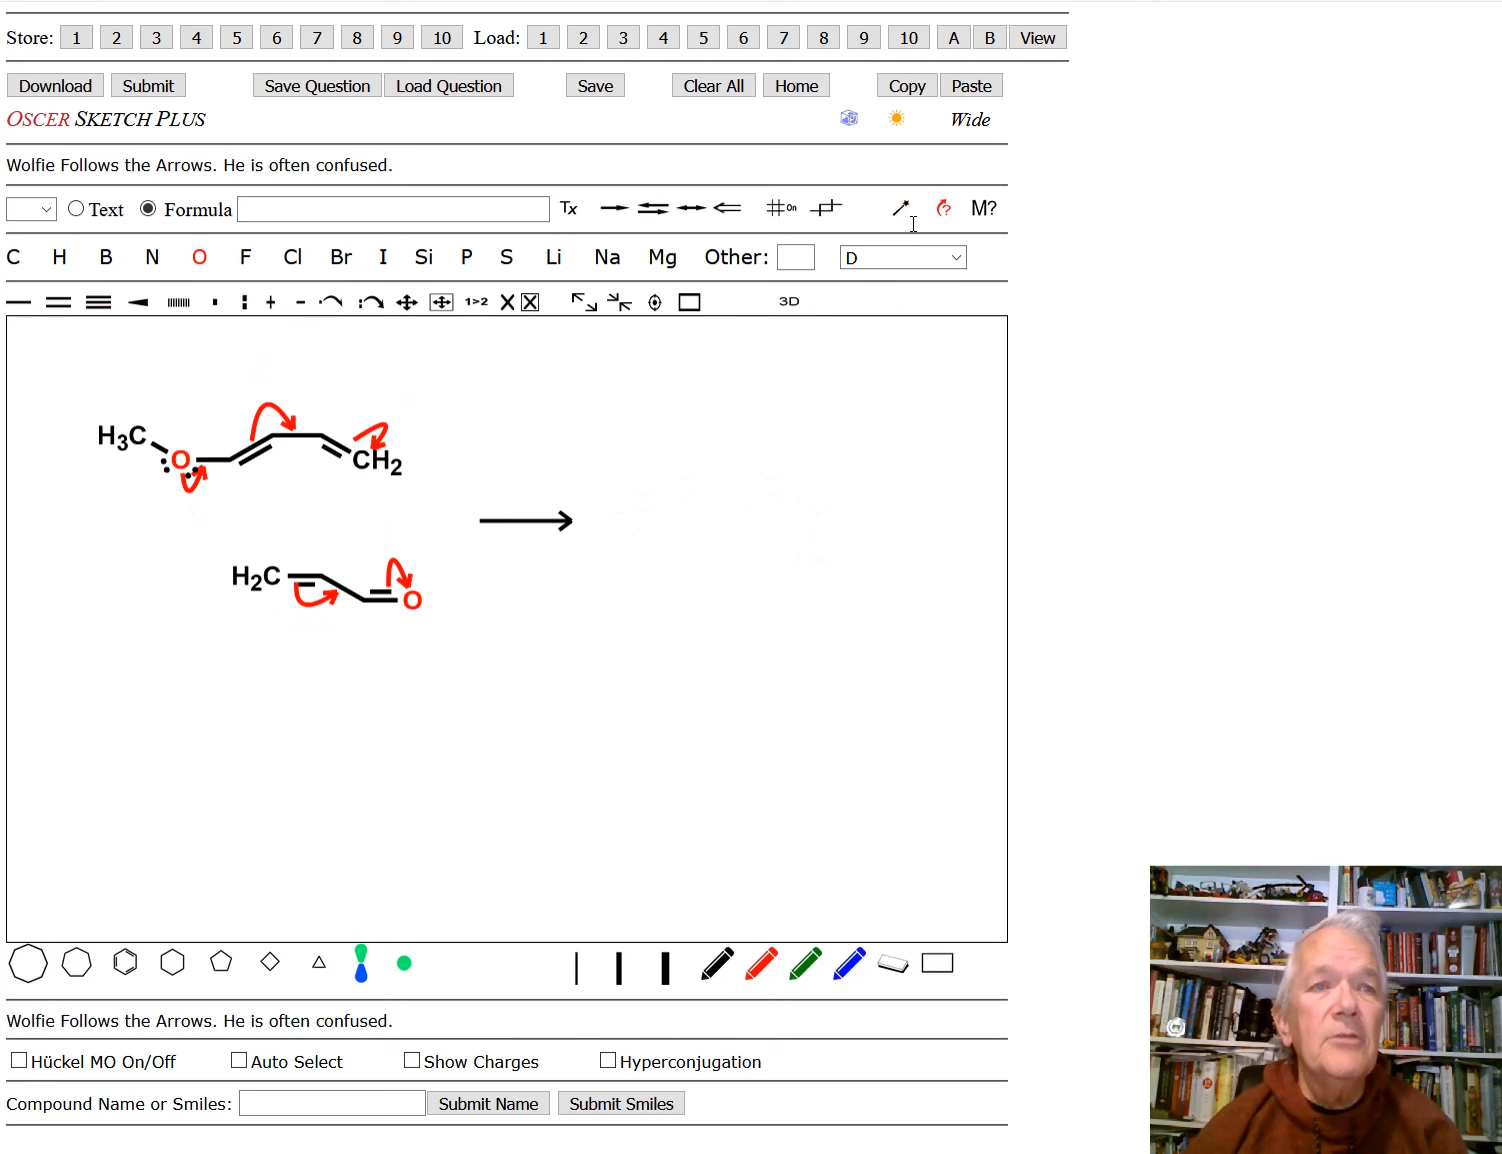 Store: 1 2 3 4 5 6 7 8 9 10 Load: 1 2 3 4 5 6 7 8 9 10 A B View
Download Submit Save Question Load Question Save Clear All Home Copy Paste
OSCER SKETCH PLUS Wide
Wolfie Follows the Arrows. He is often confused.
Text Formula Tx On M?
C H B N O F Cl Br I Si P S Li Na Mg Other: D
1>2 3D
H3C O CH2
H2C O
Wolfie Follows the Arrows. He is often confused.
Hückel MO On/Off Auto Select Show Charges Hyperconjugation
Compound Name or Smiles: Submit Name Submit Smiles